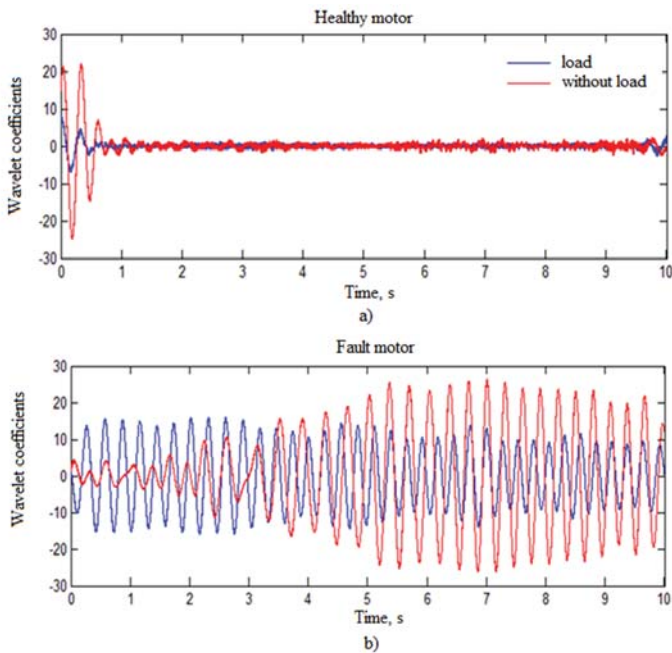 Healthy motor
30
20
10
0
-10
-20
-30
Wavelet coefficients
load
without load
0 1 2 3 4 5 6 7 8 9 10
Time, s
a)
Fault motor
30
20
10
0
-10
-20
-30
Wavelet coefficients
0 1 2 3 4 5 6 7 8 9 10
Time, s
b)